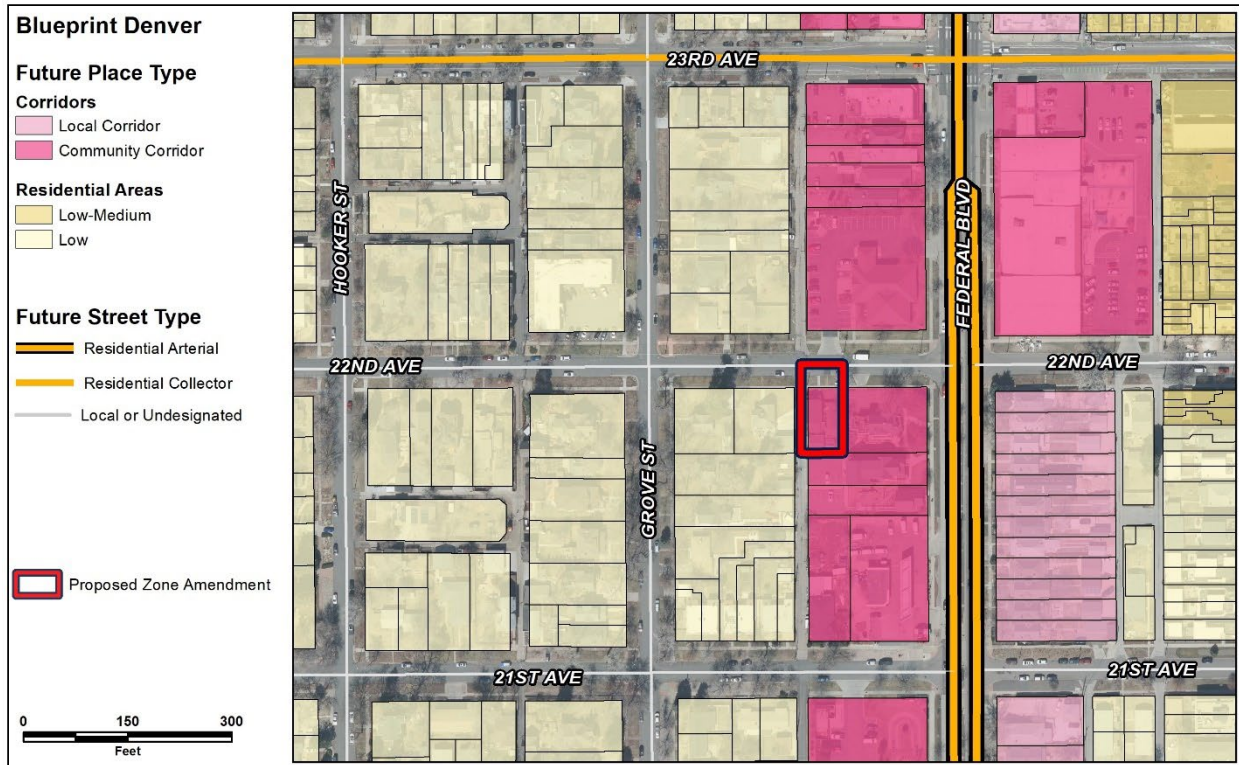 Blueprint Denver
Future Place Type
Corridors
Local Corridor
Community Corridor
Residential Areas
Low-Medium
Low
Future Street Type
Residential Arterial
Residential Collector
Local or Undesignated
Proposed Zone Amendment
0 150 300
Feet
23RD AVE
HOOKER ST
FEDERAL BLVD
22ND AVE
22ND AVE
GROVE ST
21ST AVE
21ST AVE